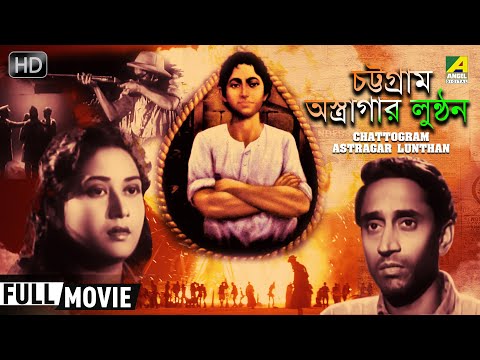 HD
ANGEL
চট্টগ্রাম
অস্ত্রাগার লুন্ঠন
CHATTOGRAM
ASTRAGAR LUNTHAN
FULL MOVIE